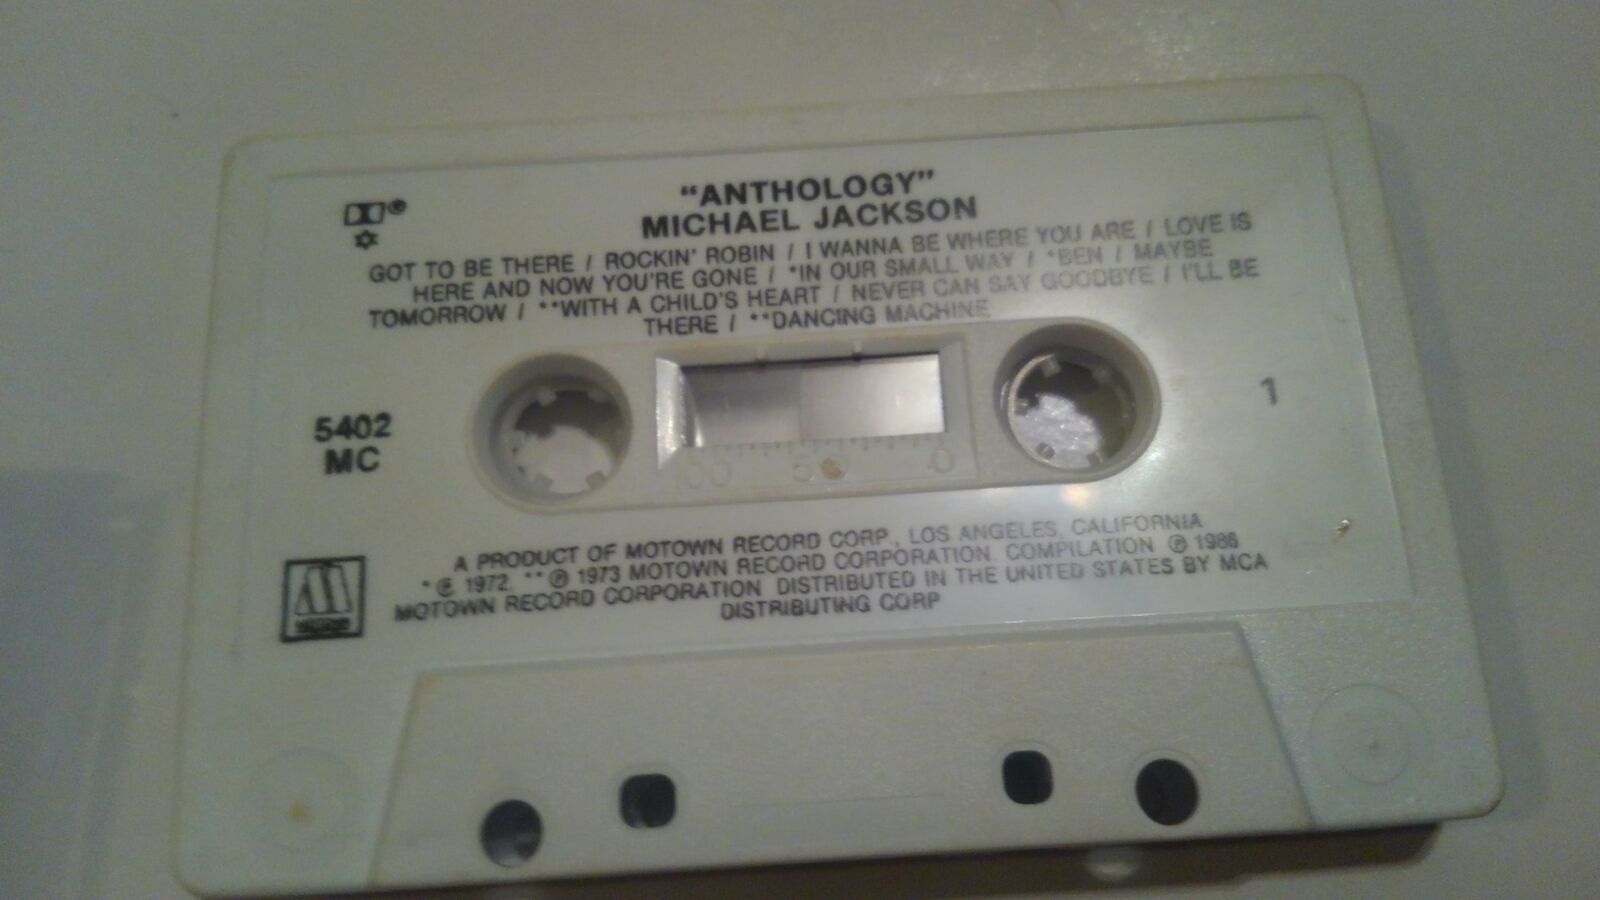 "ANTHOLOGY"
MICHAEL JACKSON
GOT TO BE THERE / ROCKIN' ROBIN / I WANNA BE WHERE YOU ARE / LOVE IS
HERE AND NOW YOU'RE GONE / *IN OUR SMALL WAY / *BEN / MAYBE
TOMORROW / **WITH A CHILD'S HEART / NEVER CAN SAY GOODBYE / I'LL BE
THERE / **DANCING MACHINE
5402
MC
1
100 50 0
A PRODUCT OF MOTOWN RECORD CORP., LOS ANGELES, CALIFORNIA
* ℗ 1972. ** ℗ 1973 MOTOWN RECORD CORPORATION. COMPILATION ℗ 1986
MOTOWN RECORD CORPORATION DISTRIBUTED IN THE UNITED STATES BY MCA
DISTRIBUTING CORP